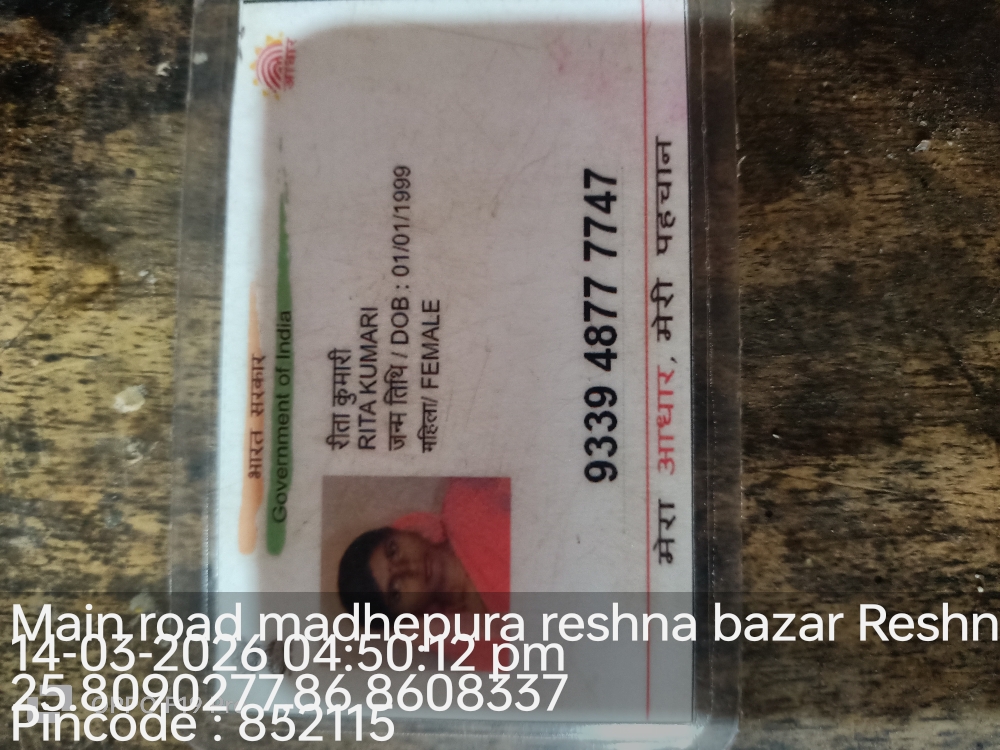 आधार
भारत सरकार
Government of India
रीता कुमारी
RITA KUMARI
जन्म तिथि / DOB : 01/01/1999
महिला/ FEMALE
9339 4877 7747
मेरा आधार, मेरी पहचान
Main road madhepura reshna bazar Reshn
14-03-2026 04:50:12 pm
25.8090277,86.8608337
Pincode : 852115